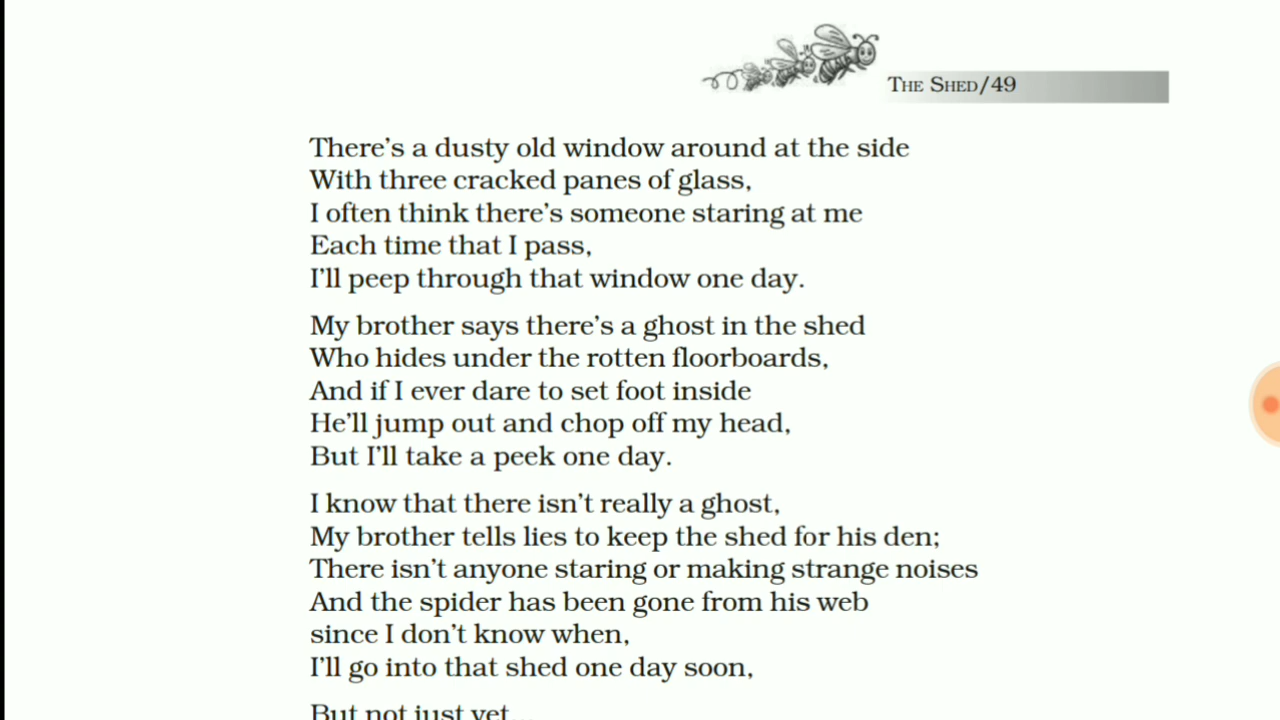 The Shed/49
There's a dusty old window around at the side
With three cracked panes of glass,
I often think there's someone staring at me
Each time that I pass,
I'll peep through that window one day.
My brother says there's a ghost in the shed
Who hides under the rotten floorboards,
And if I ever dare to set foot inside
He'll jump out and chop off my head,
But I'll take a peek one day.
I know that there isn't really a ghost,
My brother tells lies to keep the shed for his den;
There isn't anyone staring or making strange noises
And the spider has been gone from his web
since I don't know when,
I'll go into that shed one day soon,
But not just yet...